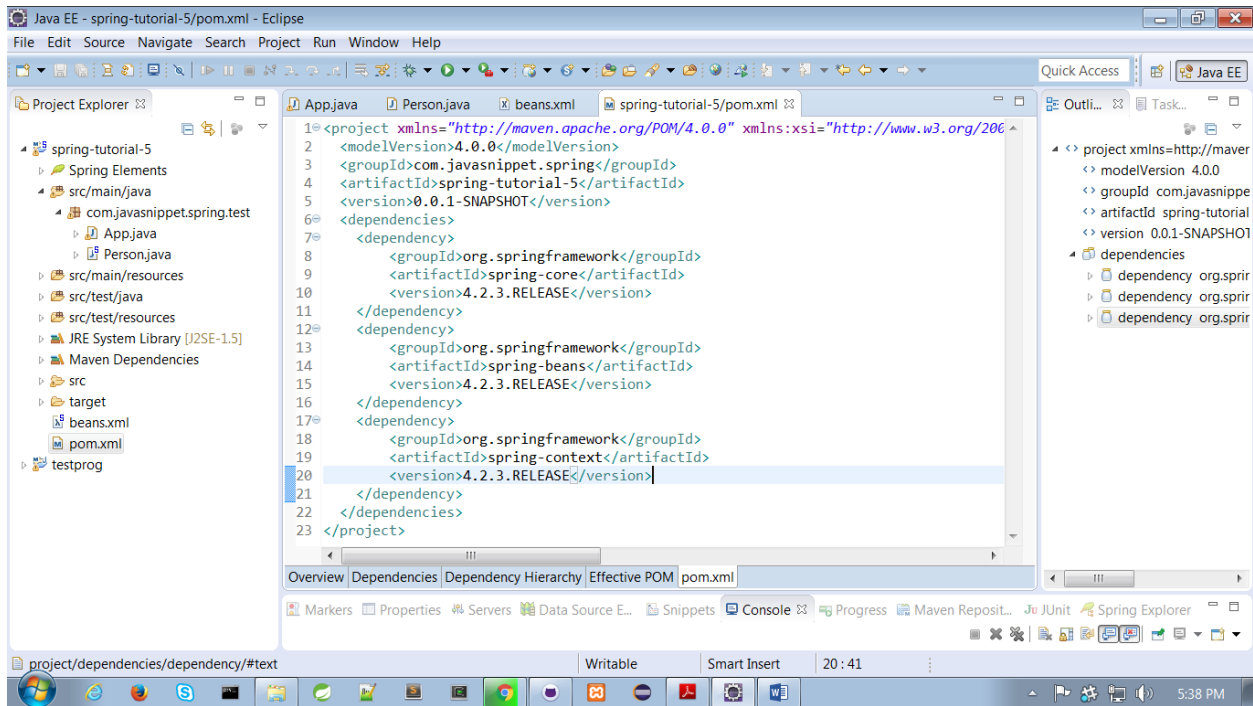 Java EE - spring-tutorial-5/pom.xml - Eclipse
File Edit Source Navigate Search Project Run Window Help
Quick Access
Java EE
Project Explorer
spring-tutorial-5
Spring Elements
src/main/java
com.javasnippet.spring.test
App.java
Person.java
src/main/resources
src/test/java
src/test/resources
JRE System Library [J2SE-1.5]
Maven Dependencies
src
target
beans.xml
pom.xml
testprog
App.java Person.java beans.xml spring-tutorial-5/pom.xml
1 <project xmlns="http://maven.apache.org/POM/4.0.0" xmlns:xsi="http://www.w3.org/200
2 <modelVersion>4.0.0</modelVersion>
3 <groupId>com.javasnippet.spring</groupId>
4 <artifactId>spring-tutorial-5</artifactId>
5 <version>0.0.1-SNAPSHOT</version>
6 <dependencies>
7 <dependency>
8 <groupId>org.springframework</groupId>
9 <artifactId>spring-core</artifactId>
10 <version>4.2.3.RELEASE</version>
11 </dependency>
12 <dependency>
13 <groupId>org.springframework</groupId>
14 <artifactId>spring-beans</artifactId>
15 <version>4.2.3.RELEASE</version>
16 </dependency>
17 <dependency>
18 <groupId>org.springframework</groupId>
19 <artifactId>spring-context</artifactId>
20 <version>4.2.3.RELEASE</version>
21 </dependency>
22 </dependencies>
23 </project>
Overview Dependencies Dependency Hierarchy Effective POM pom.xml
Outli... Task...
project xmlns=http://maver
modelVersion 4.0.0
groupId com.javasnippe
artifactId spring-tutorial
version 0.0.1-SNAPSHOT
dependencies
dependency org.sprin
dependency org.sprin
dependency org.sprin
Markers Properties Servers Data Source E... Snippets Console Progress Maven Reposit... JUnit Spring Explorer
project/dependencies/dependency/#text Writable Smart Insert 20 : 41
5:38 PM